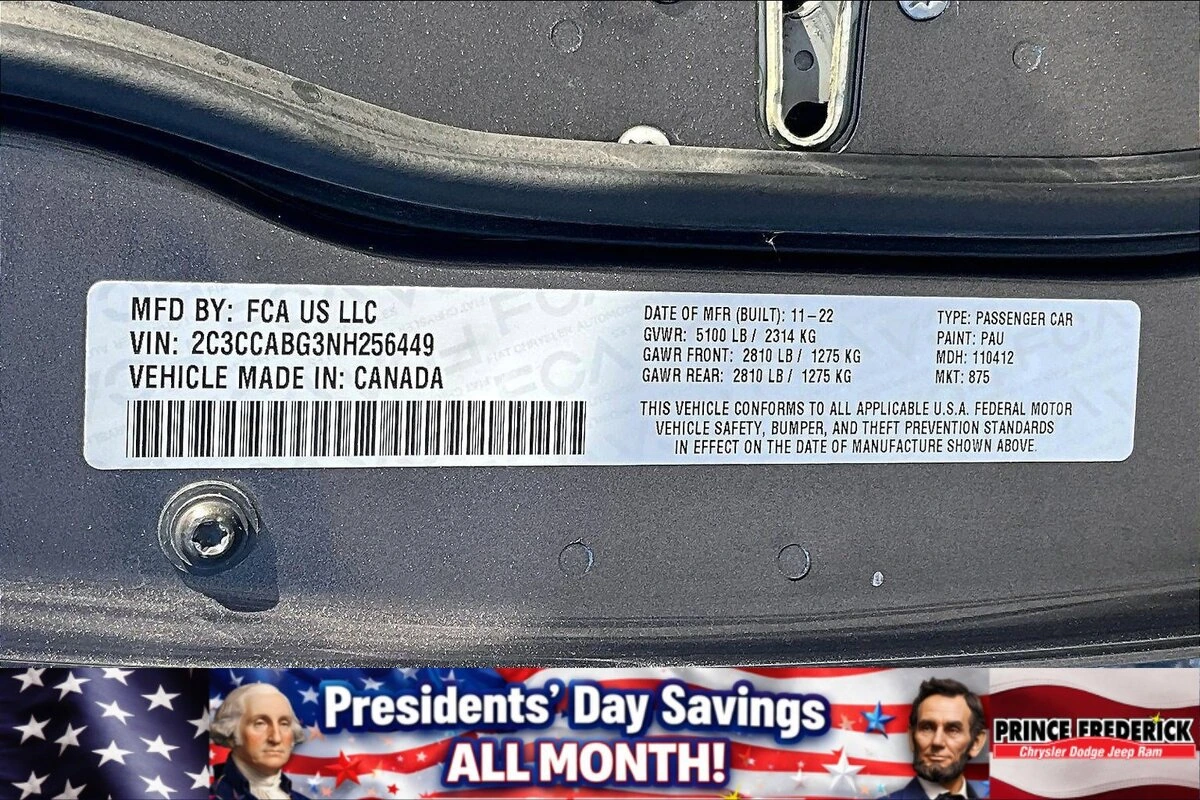 MFD BY: FCA US LLC
VIN: 2C3CCABG3NH256449
VEHICLE MADE IN: CANADA
DATE OF MFR (BUILT): 11-22
GVWR: 5100 LB / 2314 KG
GAWR FRONT: 2810 LB / 1275 KG
GAWR REAR: 2810 LB / 1275 KG
TYPE: PASSENGER CAR
PAINT: PAU
MDH: 110412
MKT: 875
THIS VEHICLE CONFORMS TO ALL APPLICABLE U.S.A. FEDERAL MOTOR
VEHICLE SAFETY, BUMPER, AND THEFT PREVENTION STANDARDS
IN EFFECT ON THE DATE OF MANUFACTURE SHOWN ABOVE.
Presidents' Day Savings
ALL MONTH!
PRINCE FREDERICK
Chrysler Dodge Jeep Ram